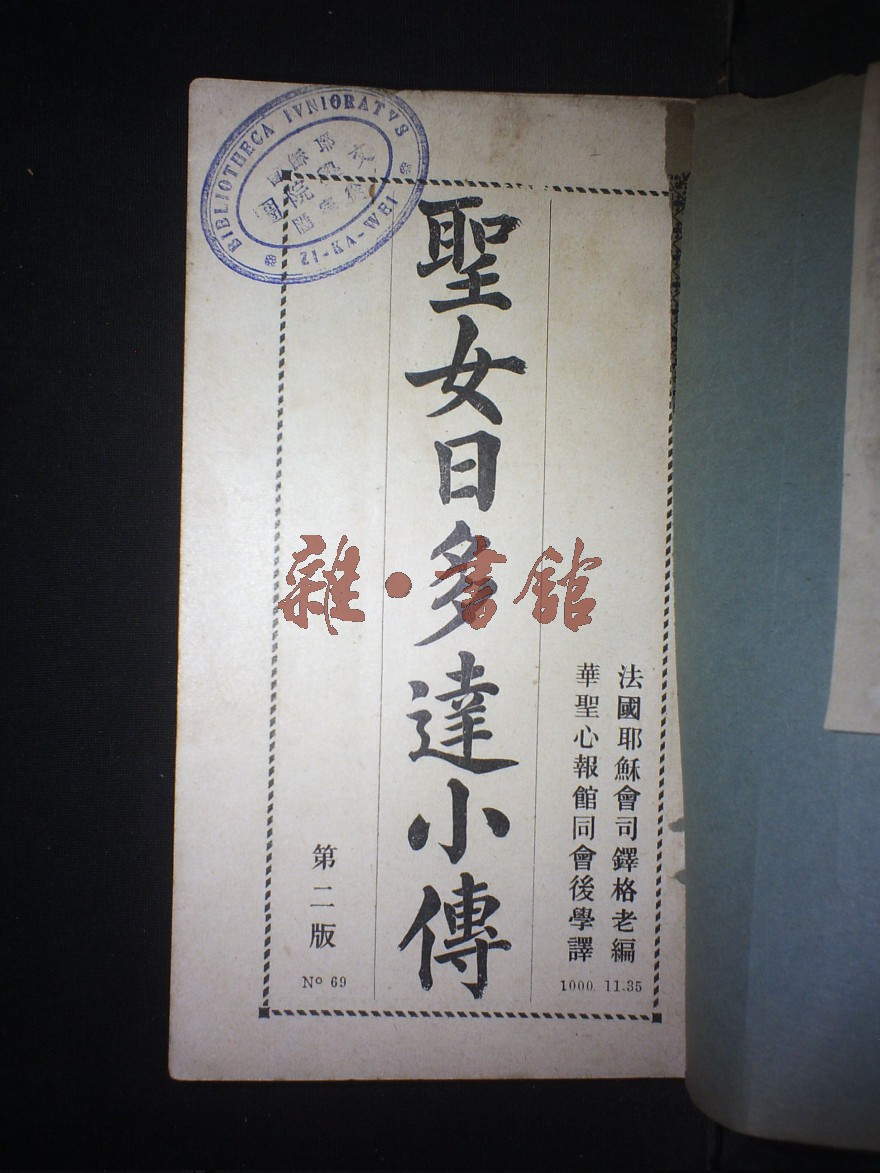 法國耶穌會司鐸格老編
華聖心報館同會後學譯
1000. 11.35
聖女日多達小傳
第二版
Nº 69
BIBLIOTHECA IVNIORATVS
ZI-KA-WEI
雜·書館